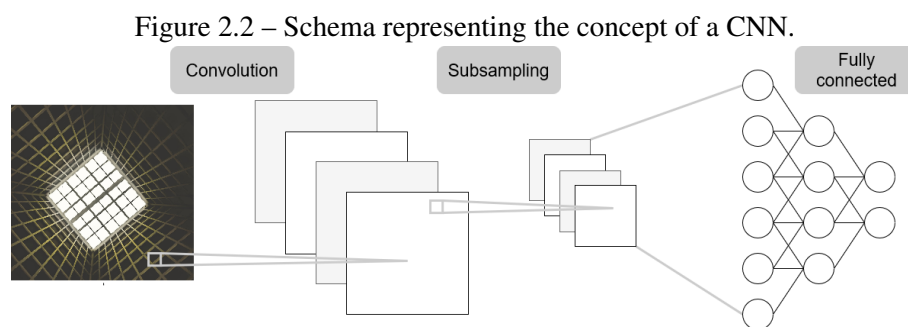 Figure 2.2 – Schema representing the concept of a CNN.
Convolution
Subsampling
Fully
connected